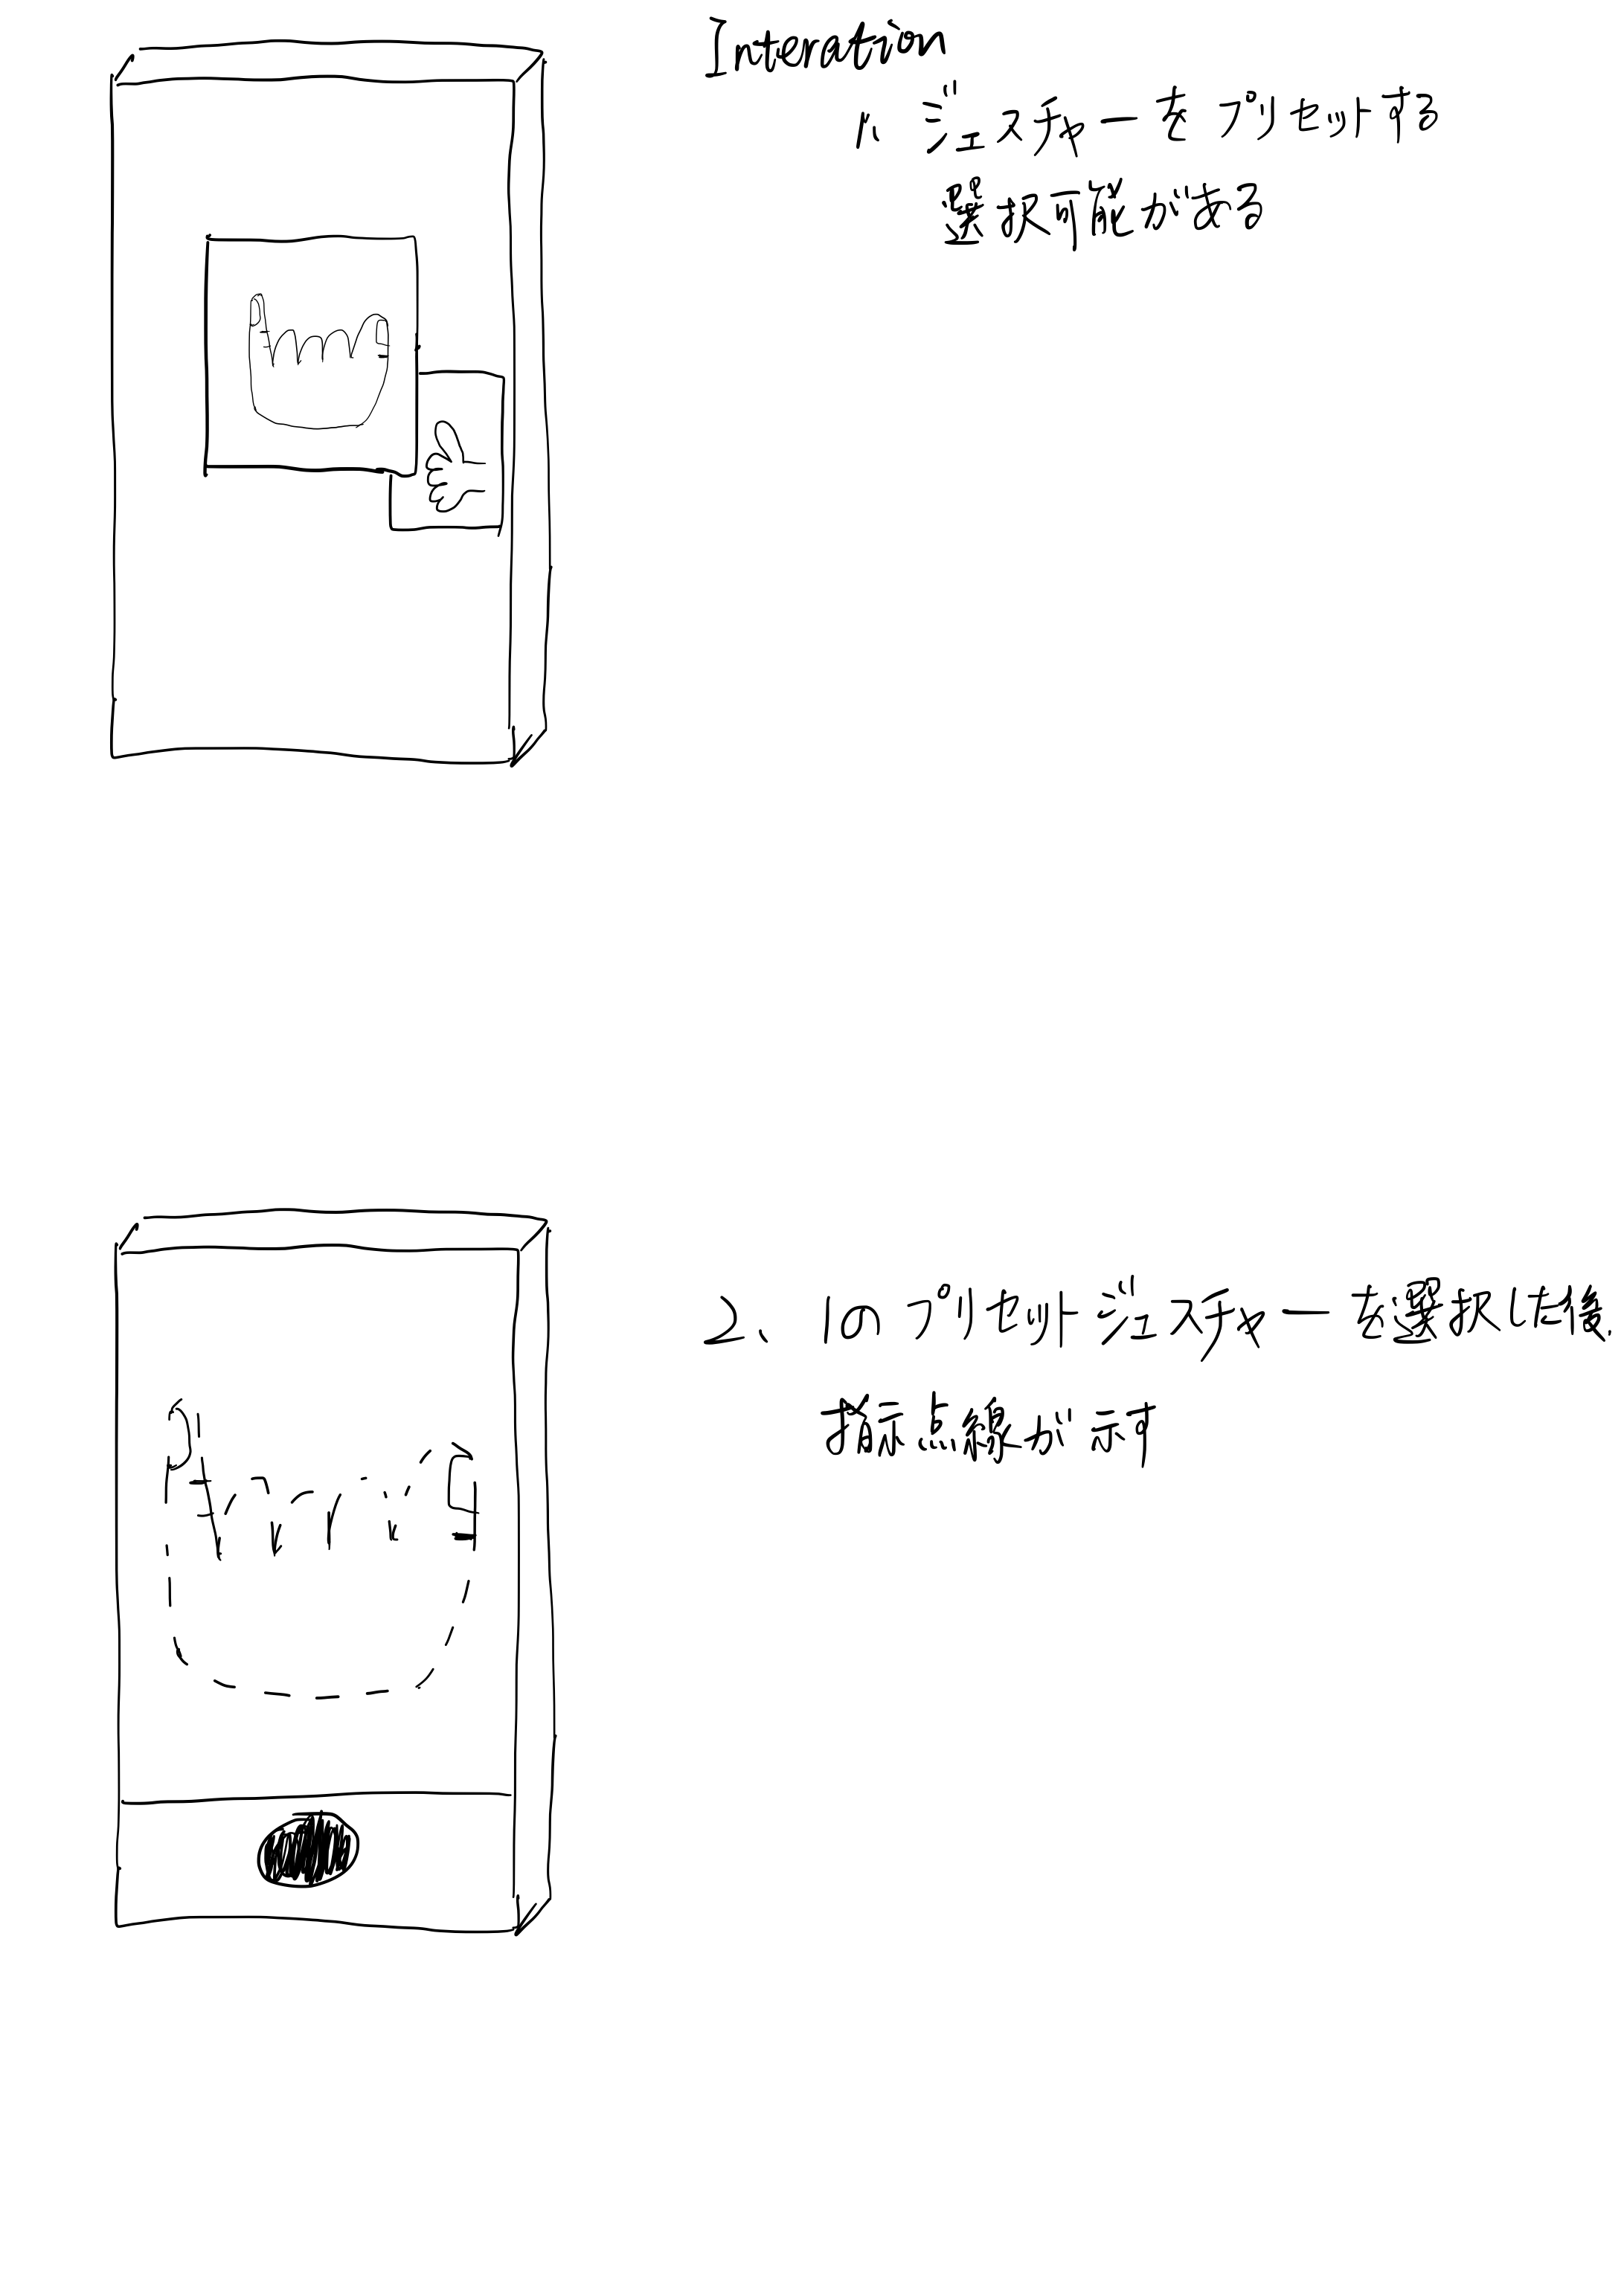 Interation
1、ジェスチャーをプリセットする
選択可能がある
2、1のプリセットジェスチャーを選択した後、
指示点線が示す